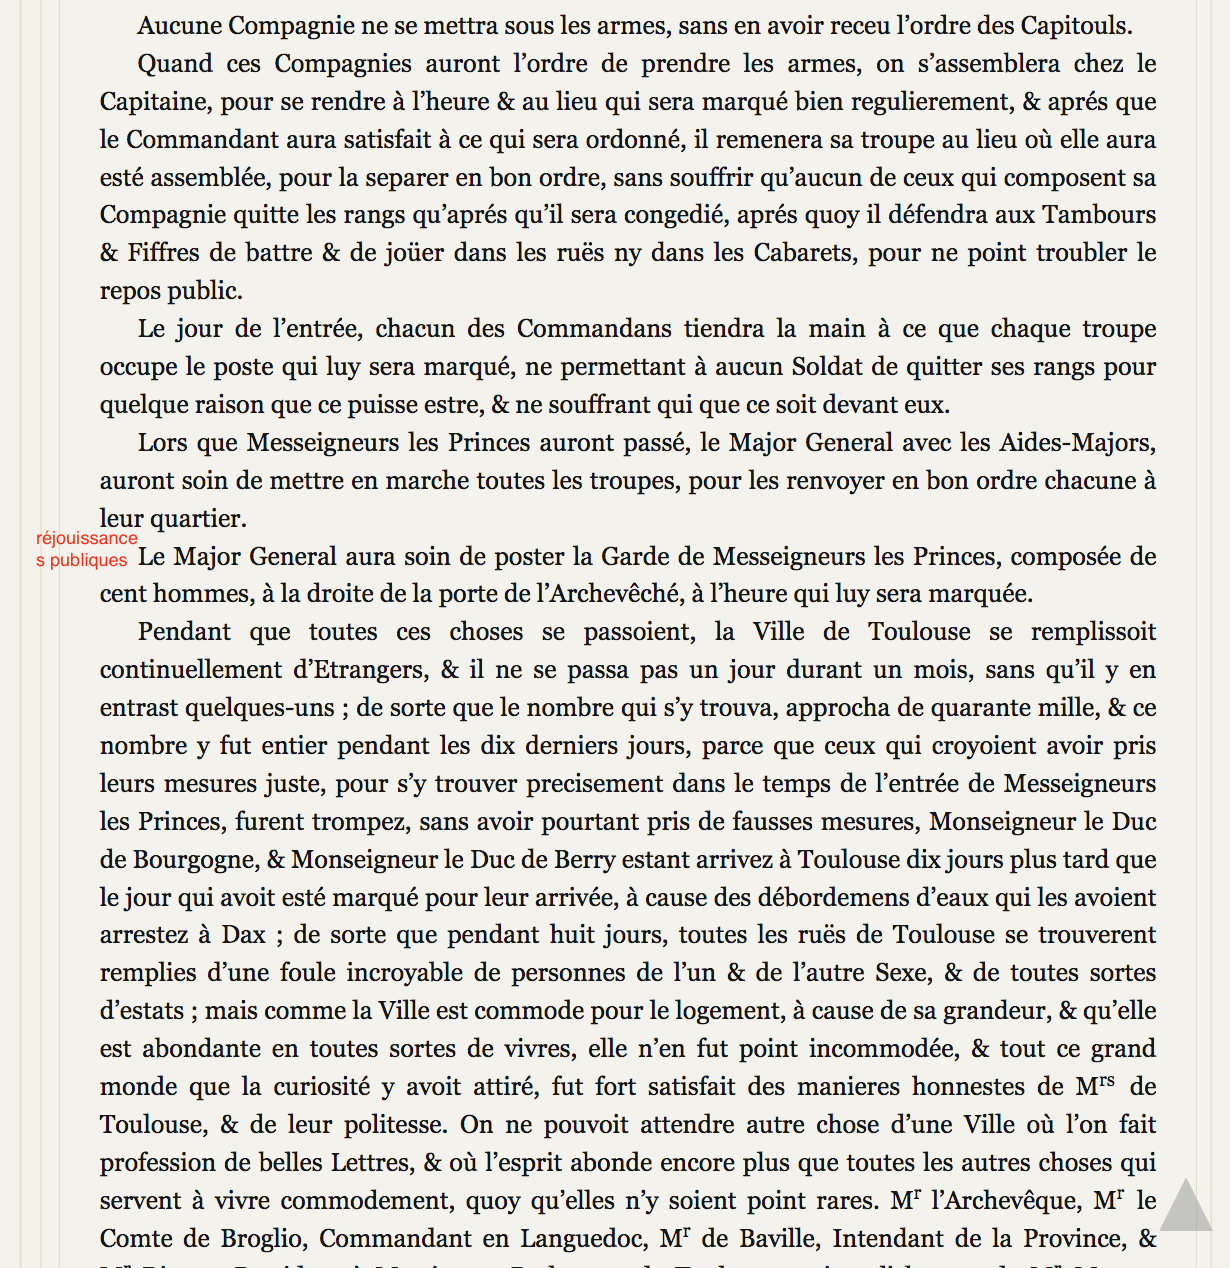 Aucune Compagnie ne se mettra sous les armes, sans en avoir receu l’ordre des Capitouls.
Quand ces Compagnies auront l’ordre de prendre les armes, on s’assemblera chez le
Capitaine, pour se rendre à l’heure & au lieu qui sera marqué bien regulierement, & aprés que
le Commandant aura satisfait à ce qui sera ordonné, il remenera sa troupe au lieu où elle aura
esté assemblée, pour la separer en bon ordre, sans souffrir qu’aucun de ceux qui composent sa
Compagnie quitte les rangs qu’aprés qu’il sera congedié, aprés quoy il défendra aux Tambours
& Fiffres de battre & de joüer dans les ruës ny dans les Cabarets, pour ne point troubler le
repos public.
Le jour de l’entrée, chacun des Commandans tiendra la main à ce que chaque troupe
occupe le poste qui luy sera marqué, ne permettant à aucun Soldat de quitter ses rangs pour
quelque raison que ce puisse estre, & ne souffrant qui que ce soit devant eux.
Lors que Messeigneurs les Princes auront passé, le Major General avec les Aides-Majors,
auront soin de mettre en marche toutes les troupes, pour les renvoyer en bon ordre chacune à
leur quartier.
réjouissance
s publiques
Le Major General aura soin de poster la Garde de Messeigneurs les Princes, composée de
cent hommes, à la droite de la porte de l’Archevêché, à l’heure qui luy sera marquée.
Pendant que toutes ces choses se passoient, la Ville de Toulouse se remplissoit
continuellement d’Etrangers, & il ne se passa pas un jour durant un mois, sans qu’il y en
entrast quelques-uns ; de sorte que le nombre qui s’y trouva, approcha de quarante mille, & ce
nombre y fut entier pendant les dix derniers jours, parce que ceux qui croyoient avoir pris
leurs mesures juste, pour s’y trouver precisement dans le temps de l’entrée de Messeigneurs
les Princes, furent trompez, sans avoir pourtant pris de fausses mesures, Monseigneur le Duc
de Bourgogne, & Monseigneur le Duc de Berry estant arrivez à Toulouse dix jours plus tard que
le jour qui avoit esté marqué pour leur arrivée, à cause des débordemens d’eaux qui les avoient
arrestez à Dax ; de sorte que pendant huit jours, toutes les ruës de Toulouse se trouverent
remplies d’une foule incroyable de personnes de l’un & de l’autre Sexe, & de toutes sortes
d’estats ; mais comme la Ville est commode pour le logement, à cause de sa grandeur, & qu’elle
est abondante en toutes sortes de vivres, elle n’en fut point incommodée, & tout ce grand
monde que la curiosité y avoit attiré, fut fort satisfait des manieres honnestes de Mrs de
Toulouse, & de leur politesse. On ne pouvoit attendre autre chose d’une Ville où l’on fait
profession de belles Lettres, & où l’esprit abonde encore plus que toutes les autres choses qui
servent à vivre commodement, quoy qu’elles n’y soient point rares. Mr l’Archevêque, Mr le
Comte de Broglio, Commandant en Languedoc, Mr de Baville, Intendant de la Province, &